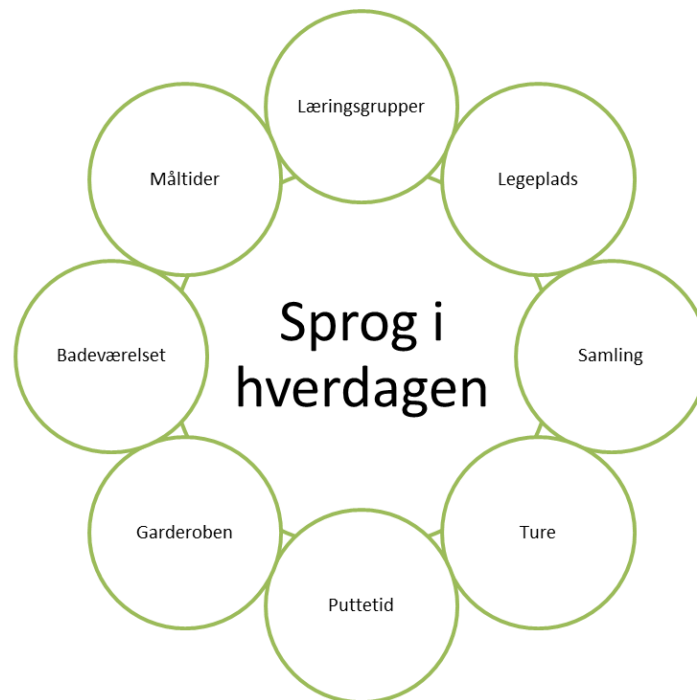 Læringsgrupper
Legeplads
Samling
Ture
Puttetid
Garderoben
Badeværelset
Måltider
Sprog i
hverdagen